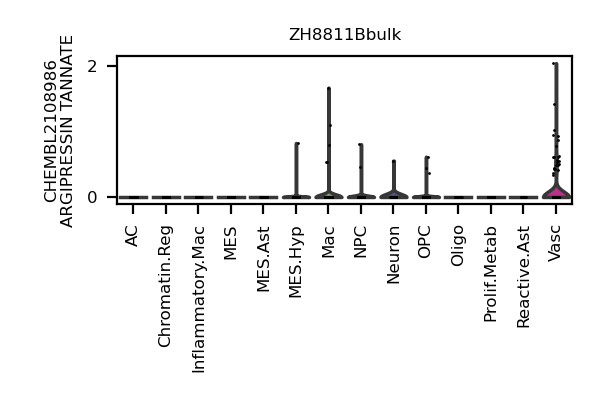 ZH8811Bbulk
CHEMBL2108986
ARGIPRESSIN TANNATE
2
0
AC
Chromatin.Reg
Inflammatory.Mac
MES
MES.Ast
MES.Hyp
Mac
NPC
Neuron
OPC
Oligo
Prolif.Metab
Reactive.Ast
Vasc